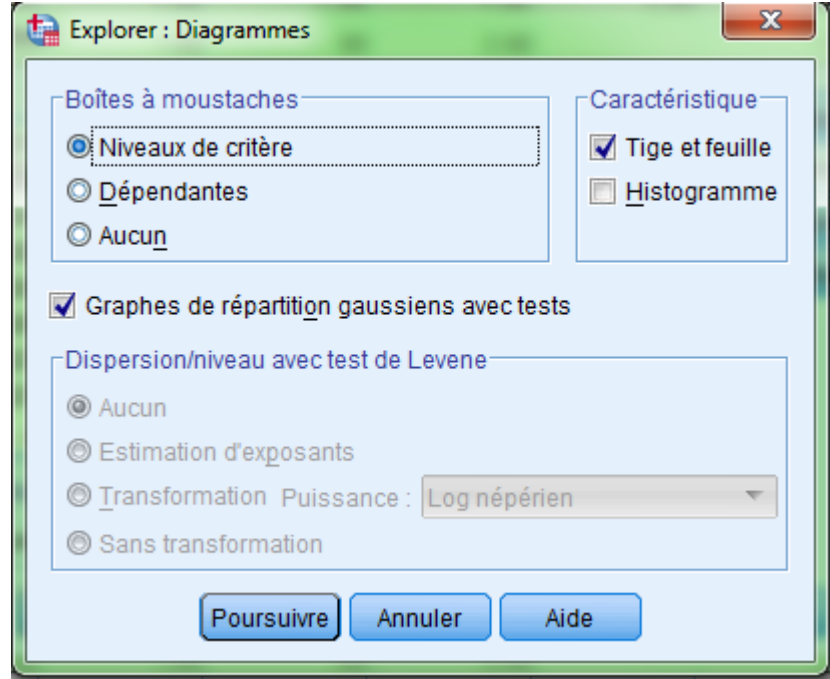 Explorer : Diagrammes
Boîtes à moustaches
Niveaux de critère
Dépendantes
Aucun
Caractéristique
Tige et feuille
Histogramme
Graphes de répartition gaussiens avec tests
Dispersion/niveau avec test de Levene
Aucun
Estimation d'exposants
Transformation Puissance : Log népérien
Sans transformation
Poursuivre Annuler Aide